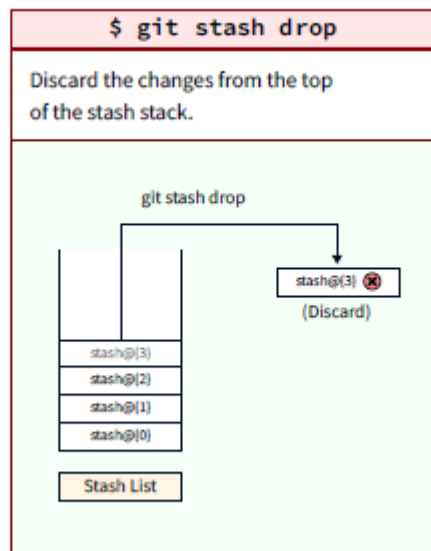 $ git stash drop
Discard the changes from the top
of the stash stack.
git stash drop
stash@{3}
(Discard)
stash@{3}
stash@{2}
stash@{1}
stash@{0}
Stash List